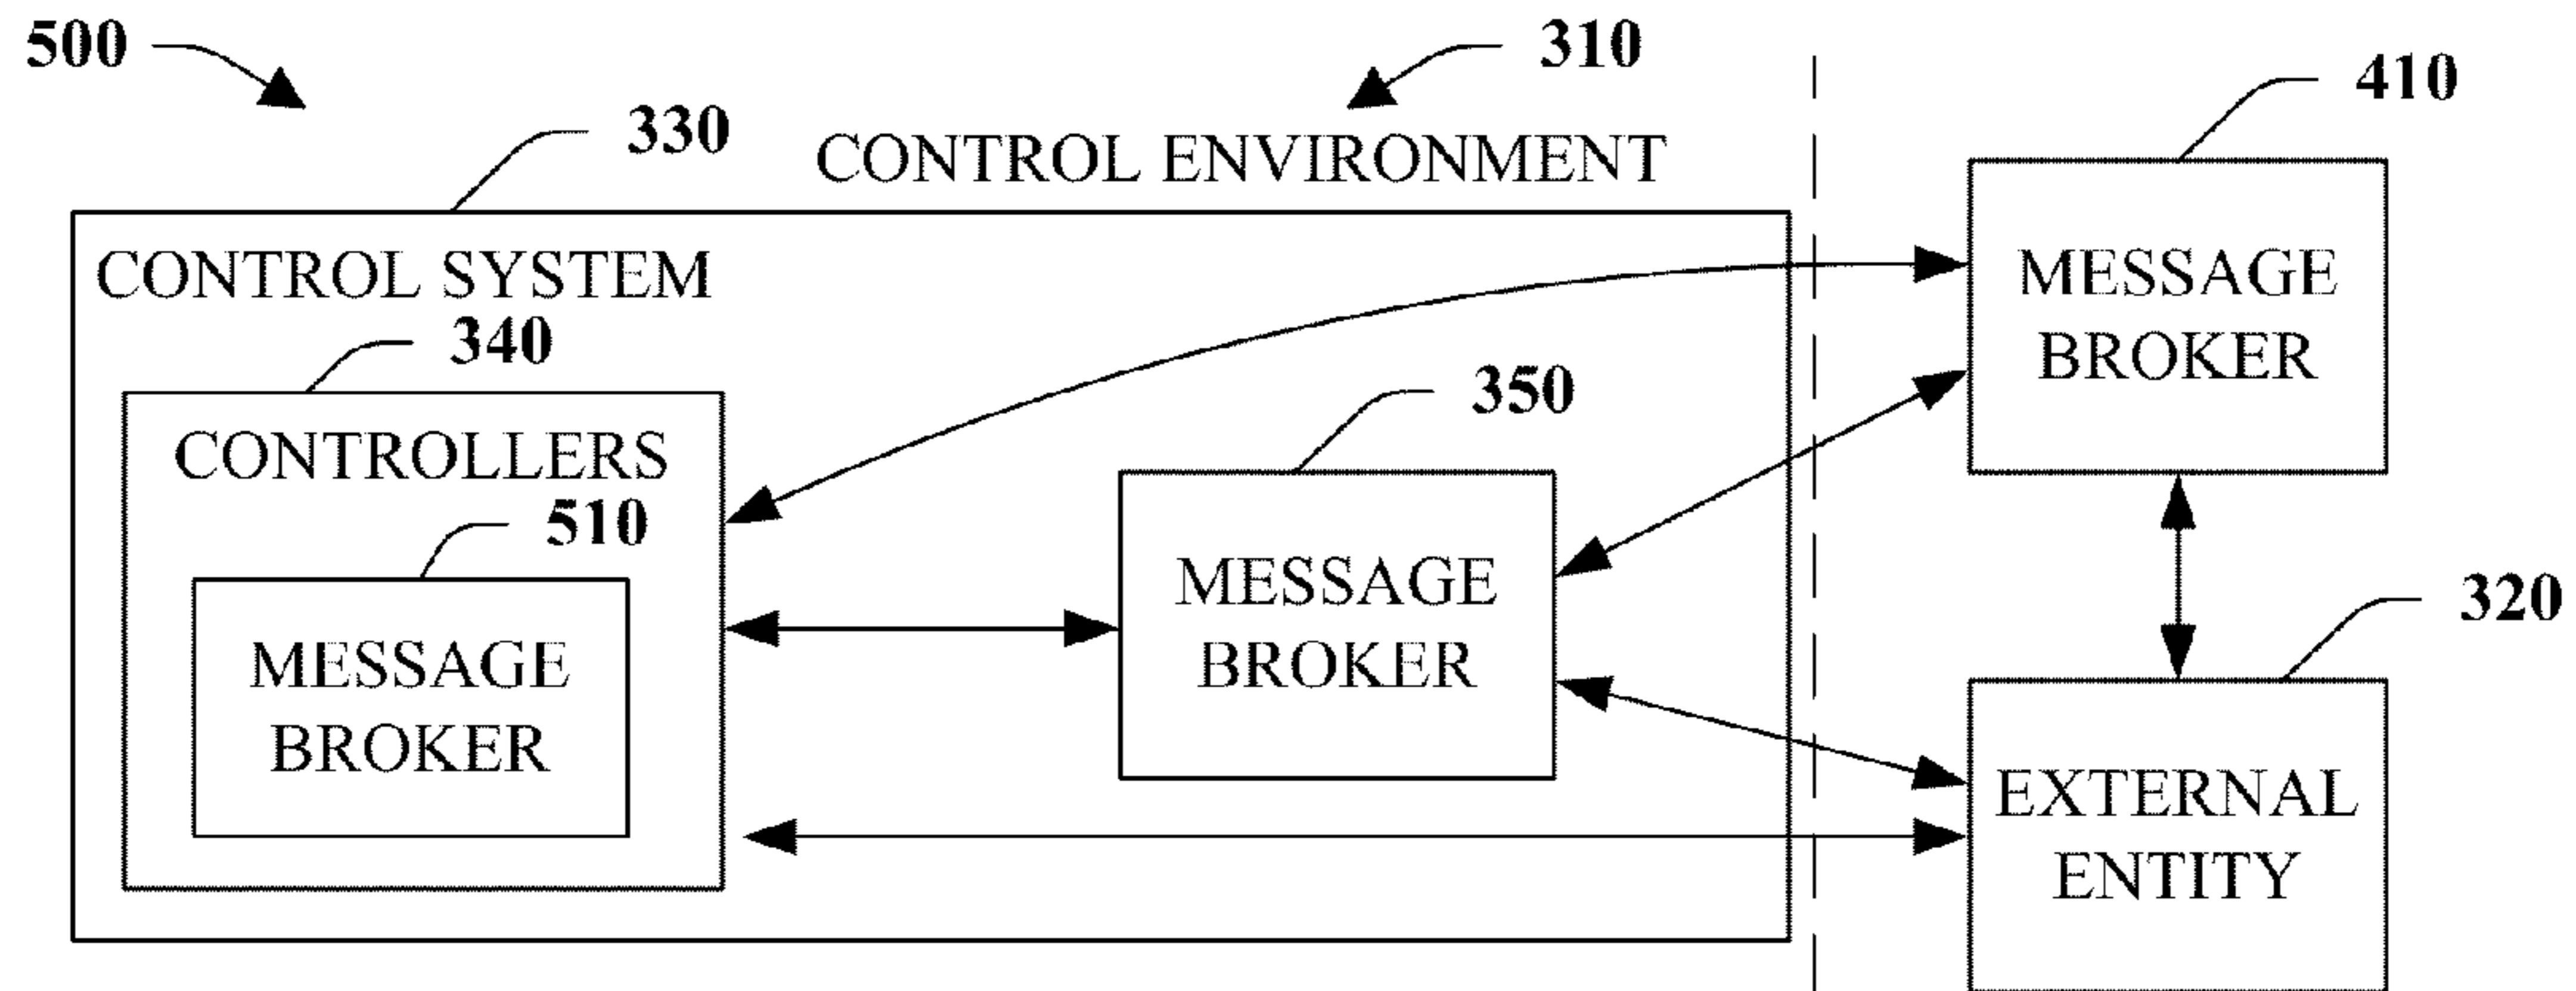 500
310
410
330
CONTROL ENVIRONMENT
CONTROL SYSTEM
MESSAGE
BROKER
340
350
CONTROLLERS
510
MESSAGE
BROKER
320
MESSAGE
BROKER
EXTERNAL
ENTITY